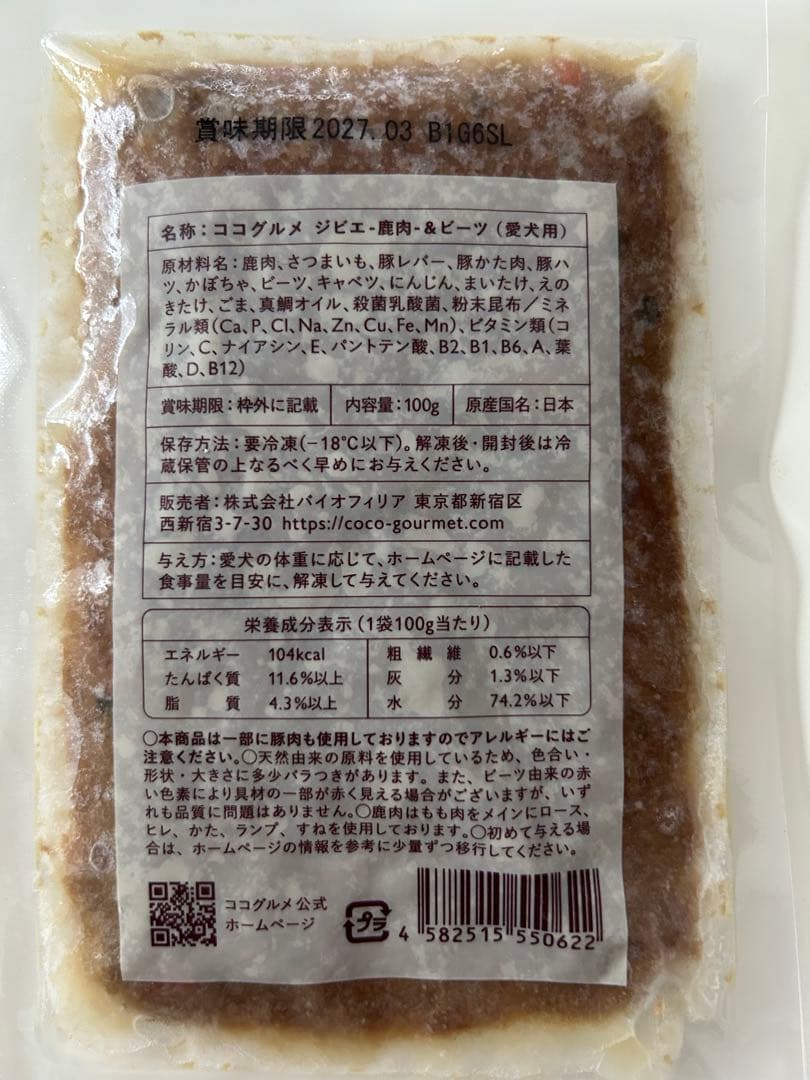 賞味期限2027.03 B1G6SL
名称：ココグルメ ジビエ-鹿肉-&ビーツ（愛犬用）
原材料名：鹿肉、さつまいも、豚レバー、豚かた肉、豚ハ
ツ、かぼちゃ、ビーツ、キャベツ、にんじん、まいたけ、えの
きたけ、ごま、真鯛オイル、殺菌乳酸菌、粉末昆布／ミネ
ラル類（Ca、P、Cl、Na、Zn、Cu、Fe、Mn）、ビタミン類（コ
リン、C、ナイアシン、E、パントテン酸、B2、B1、B6、A、葉
酸、D、B12）
賞味期限：枠外に記載 内容量：100g 原産国名：日本
保存方法：要冷凍（−18℃以下）。解凍後・開封後は冷
蔵保管の上なるべく早めにお与えください。
販売者：株式会社バイオフィリア 東京都新宿区
西新宿3-7-30 https://coco-gourmet.com
与え方：愛犬の体重に応じて、ホームページに記載した
食事量を目安に、解凍して与えてください。
栄養成分表示（1袋100g当たり）
エネルギー 104kcal 粗繊維 0.6%以下
たんぱく質 11.6%以上 灰分 1.3%以下
脂質 4.3%以上 水分 74.2%以下
○本商品は一部に豚肉も使用しておりますのでアレルギーにはご
注意ください。○天然由来の原料を使用しているため、色合い・
形状・大きさに多少バラつきがあります。また、ビーツ由来の赤
い色素により具材の一部が赤く見える場合がございますが、いず
れも品質に問題はありません。○鹿肉はもも肉をメインにロース、
ヒレ、かた、ランプ、すねを使用しております。○初めて与える場
合は、ホームページの情報を参考に少量ずつ移行してください。
ココグルメ公式
ホームページ
プラ
4 582515 550622